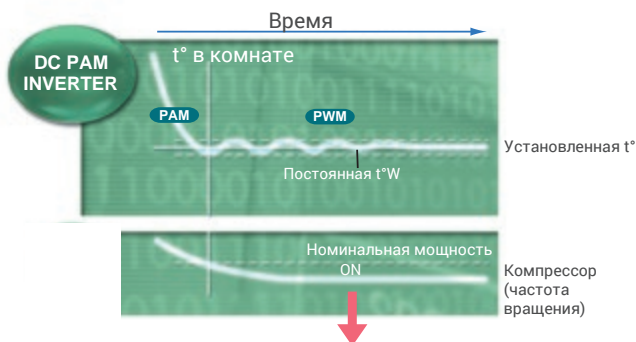 Время
DC PAM
INVERTER
t° в комнате
PAM
PWM
Установленная t°
Постоянная t°W
Номинальная мощность
ON
Компрессор
(частота
вращения)